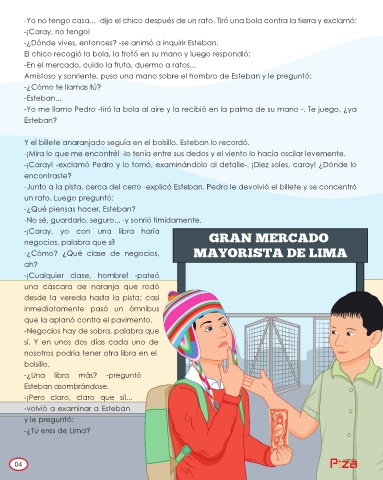 -Yo no tengo casa... -dijo el chico después de un rato. Tiró una bola contra la tierra y exclamó:
-¡Caray, no tengo!
-¿Dónde vives, entonces? -se animó a inquirir Esteban.
El chico recogió la bola, la frotó en su mano y luego respondió:
-En el mercado, cuido la fruta, duermo a ratos...
Amistoso y sonriente, puso una mano sobre el hombro de Esteban y le preguntó:
-¿Cómo te llamas tú?
-Esteban...
-Yo me llamo Pedro -tiró la bola al aire y la recibió en la palma de su mano -. Te juego, ¿ya
Esteban?
Y el billete anaranjado seguía en el bolsillo. Esteban lo recordó.
-¡Mira lo que me encontré! -lo tenía entre sus dedos y el viento lo hacía oscilar levemente.
-¡Caray! -exclamó Pedro y lo tomó, examinándolo al detalle-. ¡Diez soles, caray! ¿Dónde lo
encontraste?
-Junto a la pista, cerca del cerro -explicó Esteban. Pedro le devolvió el billete y se concentró
un rato. Luego preguntó:
-¿Qué piensas hacer, Esteban?
-No sé, guardarlo, seguro... -y sonrió tímidamente.
-¡Caray, yo con una libra haría
negocios, palabra que sí!
-¿Cómo? ¿Qué clase de negocios,
ah?
-¡Cualquier clase, hombre! -pateó
una cáscara de naranja que rodó
desde la vereda hasta la pista; casi
inmediatamente pasó un ómnibus
que la aplanó contra el pavimento.
-Negocios hay de sobra, palabra que
sí. Y en unos dos días cada uno de
nosotros podría tener otra libra en el
bolsillo.
-¿Una libra más? -preguntó
Esteban asombrándose.
-¡Pero claro, claro que sí!...
-volvió a examinar a Esteban
y le preguntó:
-¿Tú eres de Lima?
GRAN MERCADO
MAYORISTA DE LIMA
04